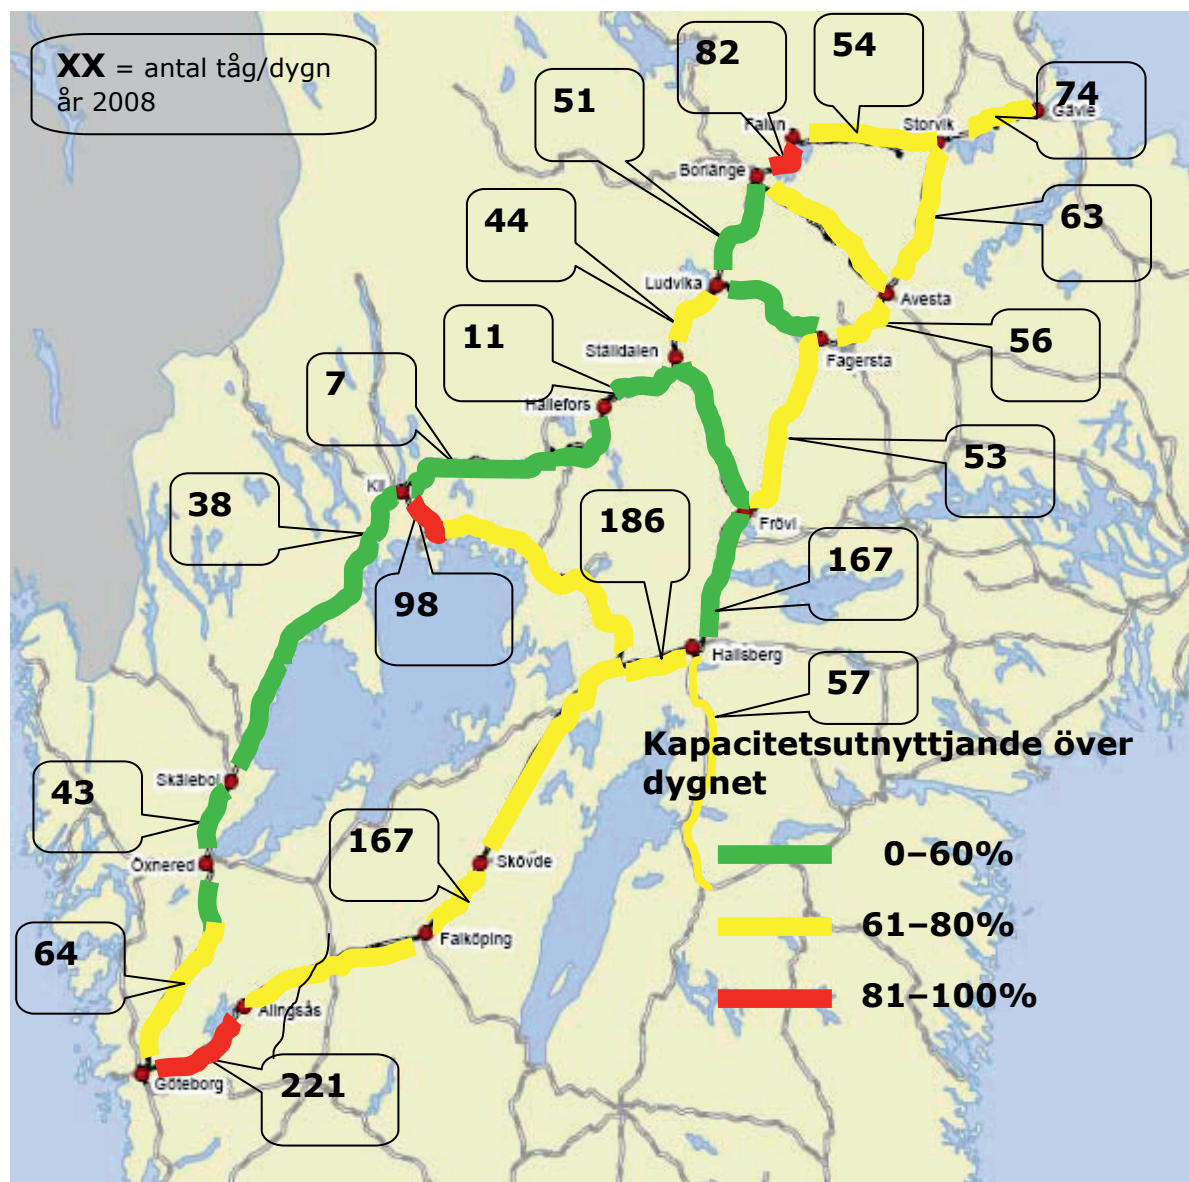 XX = antal tåg/dygn
år 2008
82
54
51
74
Gävle
Falun
Storvik
Borlänge
44
63
Ludvika
Avesta
11
56
Ställdalen
Fagersta
7
Hällefors
53
Kil
38
186
Frövi
167
98
Hallsberg
57
Kapacitetsutnyttjande över
dygnet
Skälebol
43
167
0–60%
Öxnered
Skövde
61–80%
64
Falköping
81–100%
Alingsås
Göteborg
221